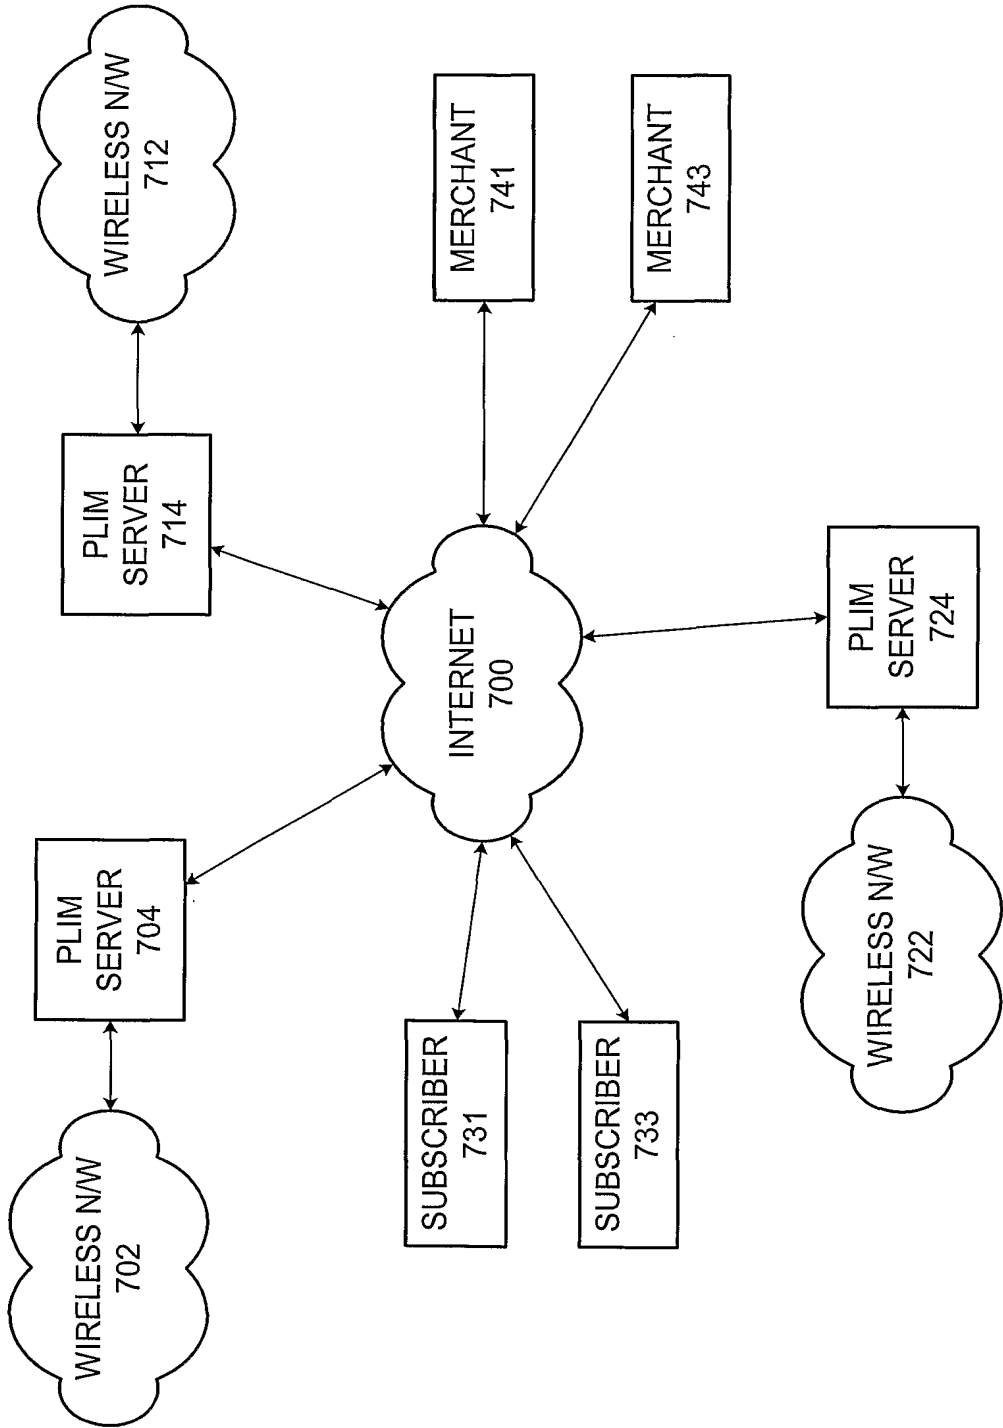 WIRELESS N/W
702
PLIM
SERVER
704
PLIM
SERVER
714
WIRELESS N/W
712
SUBSCRIBER
731
INTERNET
700
MERCHANT
741
SUBSCRIBER
733
MERCHANT
743
WIRELESS N/W
722
PLIM
SERVER
724